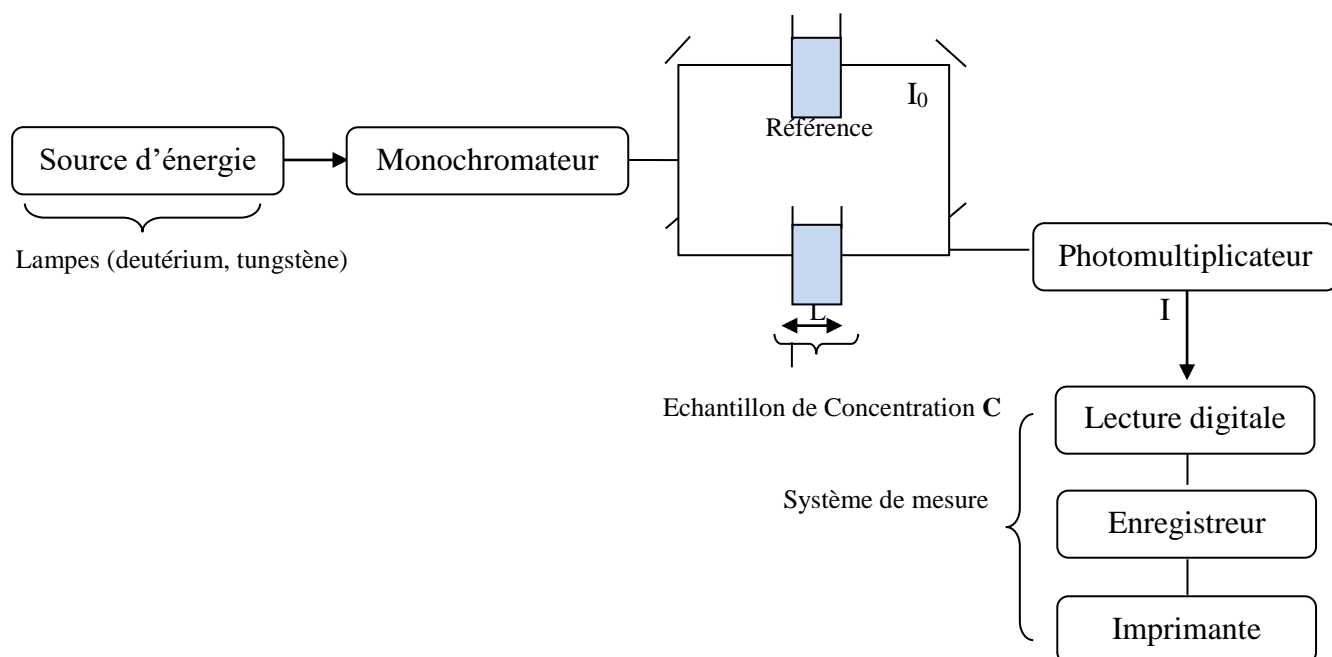 I₀
Référence
Source d’énergie
Monochromateur
Lampes (deutérium, tungstène)
Photomultiplicateur
L
I
Echantillon de Concentration C
Lecture digitale
Système de mesure
Enregistreur
Imprimante